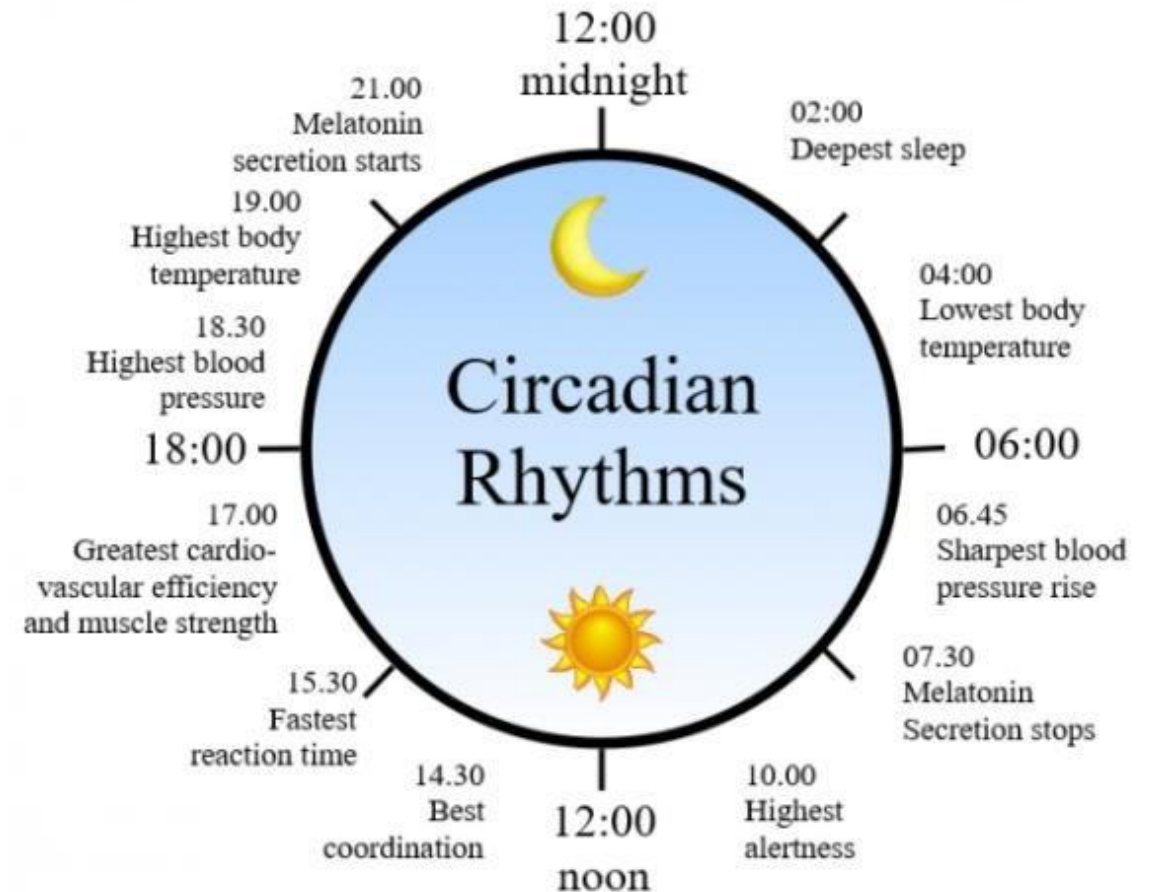 12:00
midnight
02:00
Deepest sleep
04:00
Lowest body
temperature
06:00
06.45
Sharpest blood
pressure rise
07.30
Melatonin
Secretion stops
10.00
Highest
alertness
12:00
noon
14.30
Best
coordination
15.30
Fastest
reaction time
17.00
Greatest cardio-
vascular efficiency
and muscle strength
18:00
18.30
Highest blood
pressure
19.00
Highest body
temperature
21.00
Melatonin
secretion starts
Circadian
Rhythms